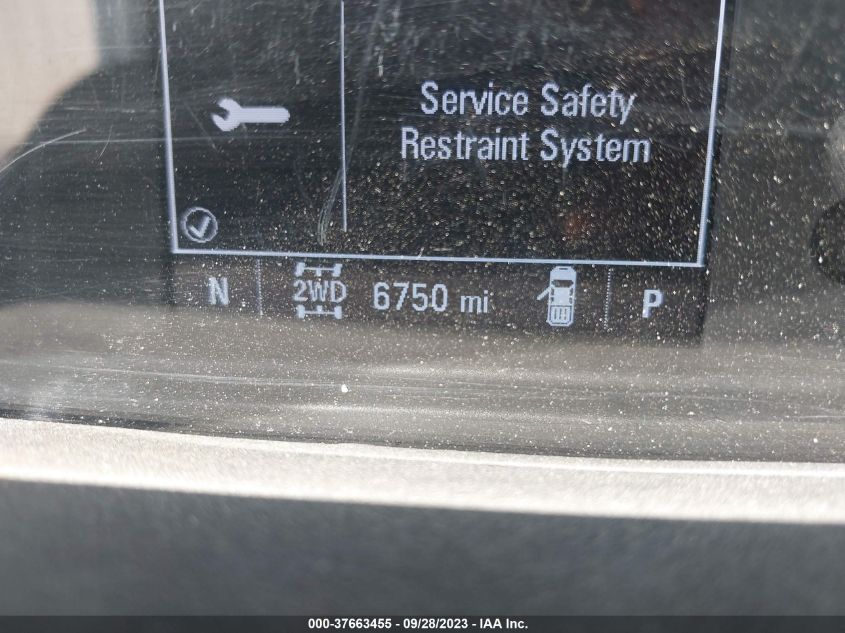 Service Safety
Restraint System
N 2WD 6750 mi P
000-37663455 - 09/28/2023 - IAA Inc.